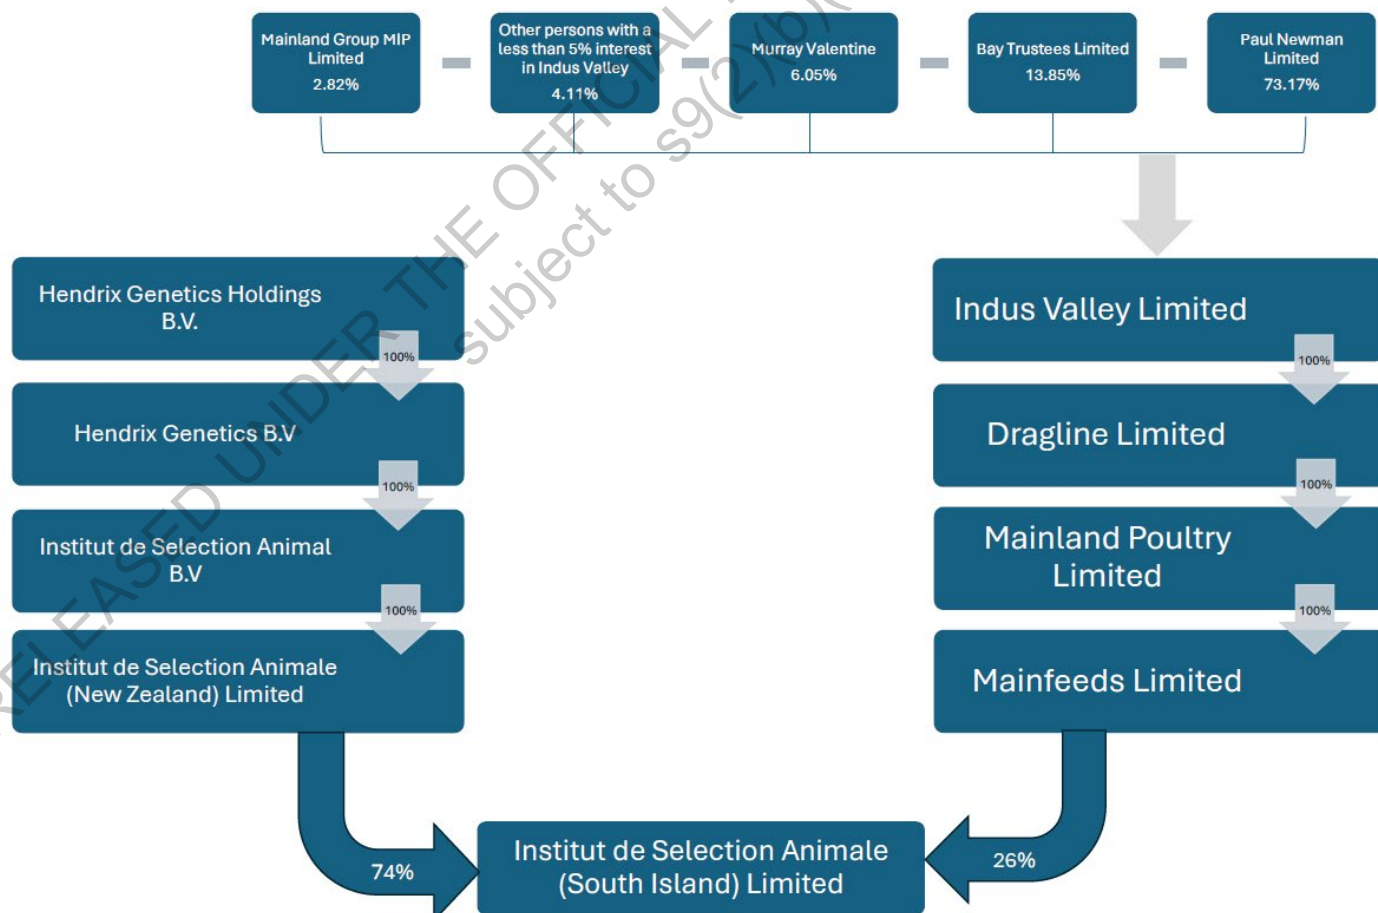 Mainland Group MIP
Limited
2.82%
Other persons with a
less than 5% interest
in Indus Valley
4.11%
Murray Valentine
6.05%
Bay Trustees Limited
13.85%
Paul Newman
Limited
73.17%
Hendrix Genetics Holdings
B.V.
100%
Hendrix Genetics B.V
100%
Institut de Selection Animal
B.V
100%
Institut de Selection Animale
(New Zealand) Limited
Indus Valley Limited
100%
Dragline Limited
100%
Mainland Poultry
Limited
100%
Mainfeeds Limited
74%
Institut de Selection Animale
(South Island) Limited
26%
RELEASED UNDER THE OFFICIAL
subject to s9(2)(b)(